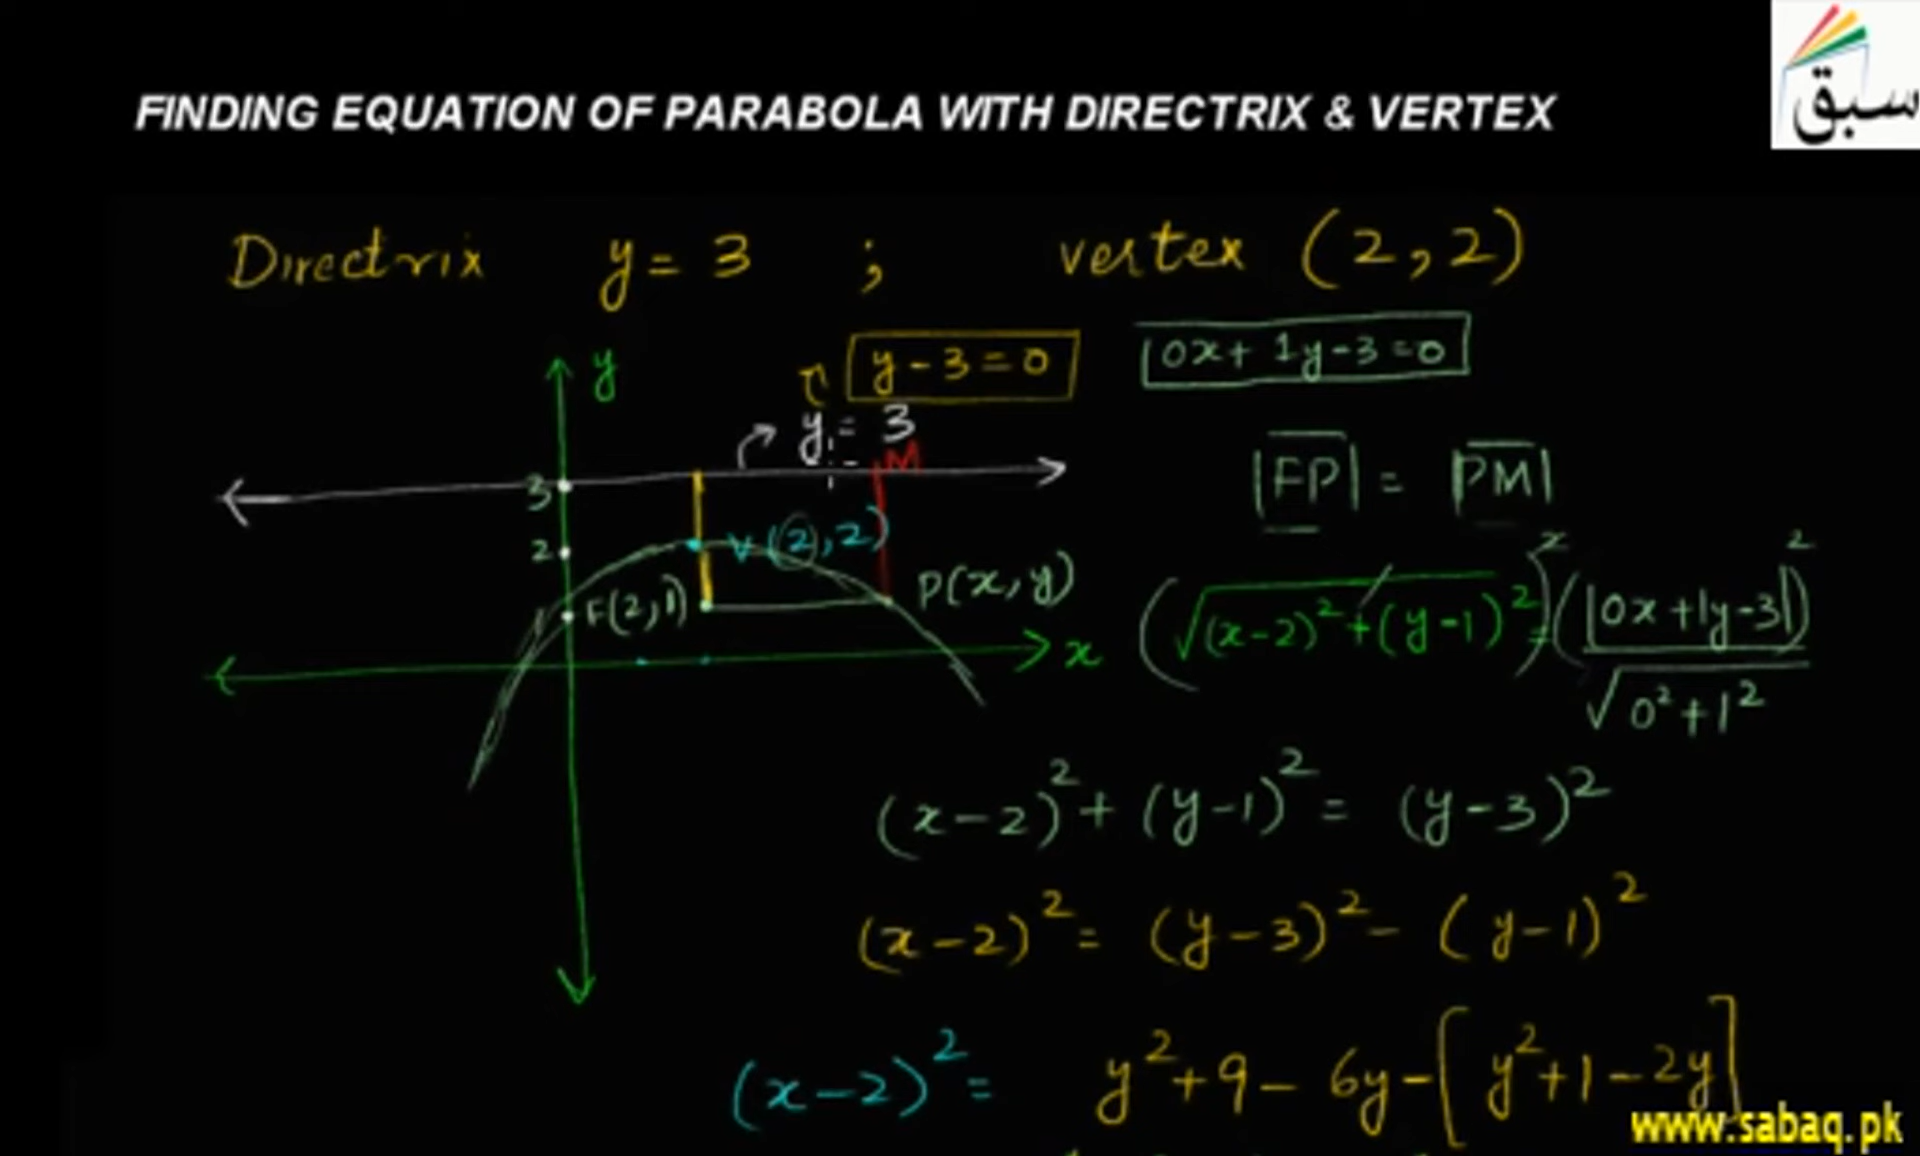 سبق
FINDING EQUATION OF PARABOLA WITH DIRECTRIX & VERTEX
Directrix y = 3 ; vertex (2,2)
y - 3 = 0
0x + 1y - 3 = 0
y
y = 3
M
3
|FP| = |PM|
2
V(2,2)
F(2,1)
P(x,y)
x
(√(x-2)² + (y-1)²)² = (|0x+1y-3|)²
√0²+1²
(x-2)² + (y-1)² = (y-3)²
(x-2)² = (y-3)² - (y-1)²
(x-2)² = y²+9-6y-[y²+1-2y]
www.sabaq.pk